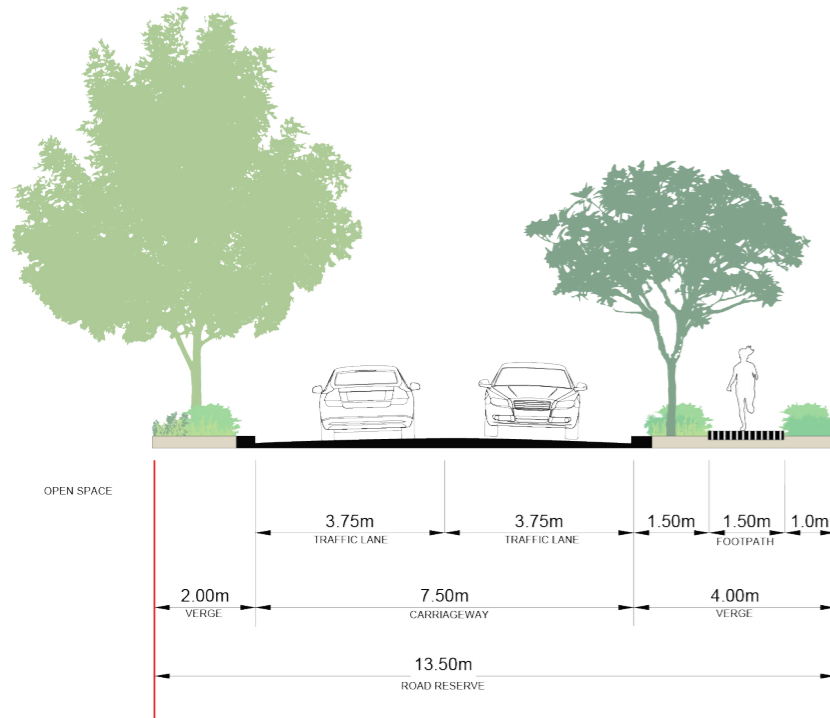 OPEN SPACE
3.75m
TRAFFIC LANE
3.75m
TRAFFIC LANE
1.50m
1.50m
FOOTPATH
1.0m
2.00m
VERGE
7.50m
CARRIAGEWAY
4.00m
VERGE
13.50m
ROAD RESERVE